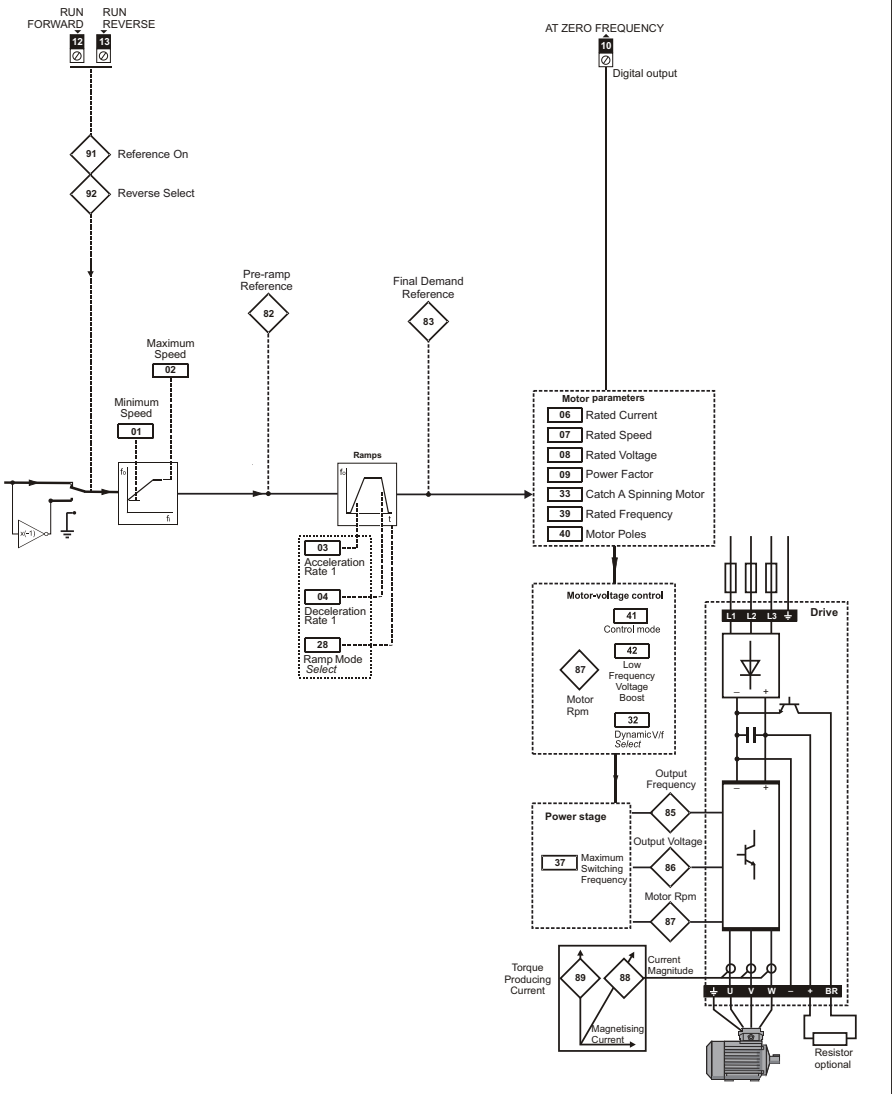 RUN FORWARD
RUN REVERSE
12
13
AT ZERO FREQUENCY
10
Digital output
91
Reference On
92
Reverse Select
Pre-ramp
Reference
82
Final Demand
Reference
83
Maximum
Speed
02
Minimum
Speed
01
fo
fi
x(-1)
Ramps
fo
t
03
Acceleration
Rate 1
04
Deceleration
Rate 1
28
Ramp Mode
Select
Motor parameters
06 Rated Current
07 Rated Speed
08 Rated Voltage
09 Power Factor
33 Catch A Spinning Motor
39 Rated Frequency
40 Motor Poles
Motor-voltage control
41
Control mode
42
Low
Frequency
Voltage
Boost
87
Motor
Rpm
32
Dynamic V/f
Select
Drive
L1 L2 L3
– +
– +
Power stage
37
Maximum
Switching
Frequency
Output
Frequency
85
Output Voltage
86
Motor Rpm
87
Torque
Producing
Current
89
88
Current
Magnitude
Magnetising
Current
U V W – + BR
Resistor
optional